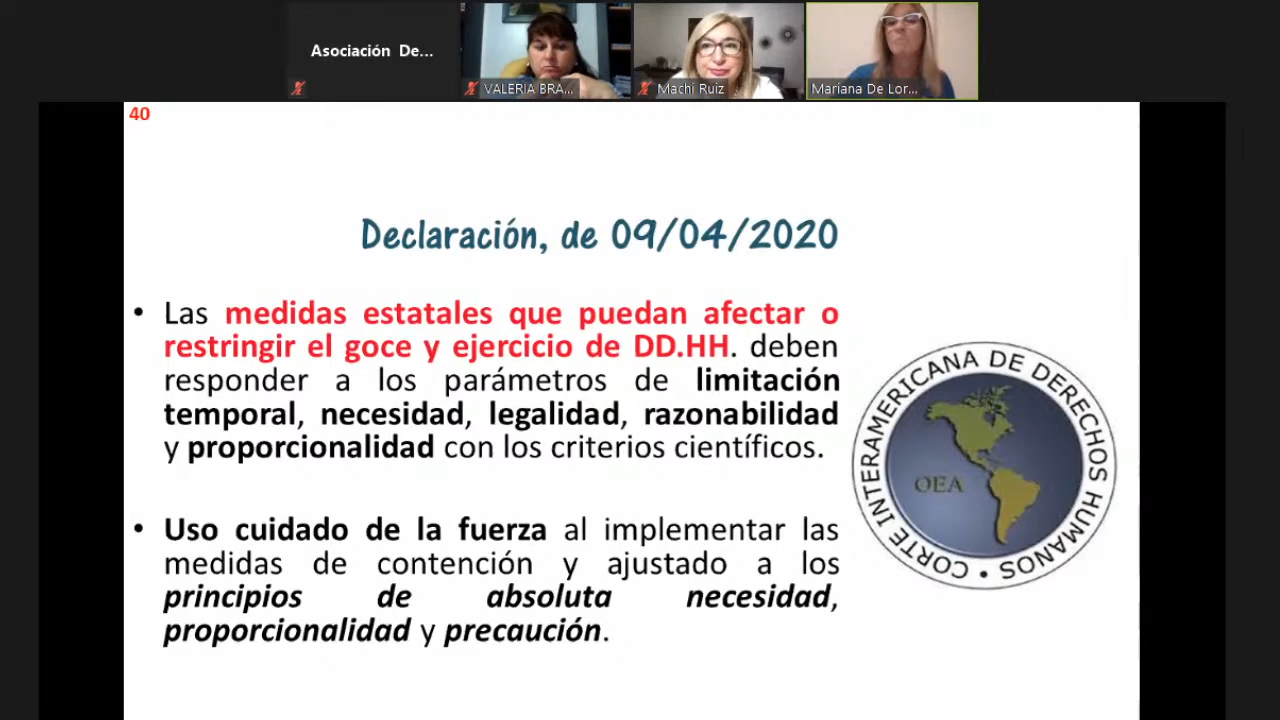 Asociación De...
VALERIA BRA...
Machi Ruiz
Mariana De Lor...
40
Declaración, de 09/04/2020
• Las medidas estatales que puedan afectar o
restringir el goce y ejercicio de DD.HH. deben
responder a los parámetros de limitación
temporal, necesidad, legalidad, razonabilidad
y proporcionalidad con los criterios científicos.
• Uso cuidado de la fuerza al implementar las
medidas de contención y ajustado a los
principios de absoluta necesidad,
proporcionalidad y precaución.
CORTE INTERAMERICANA DE DERECHOS HUMANOS •
OEA